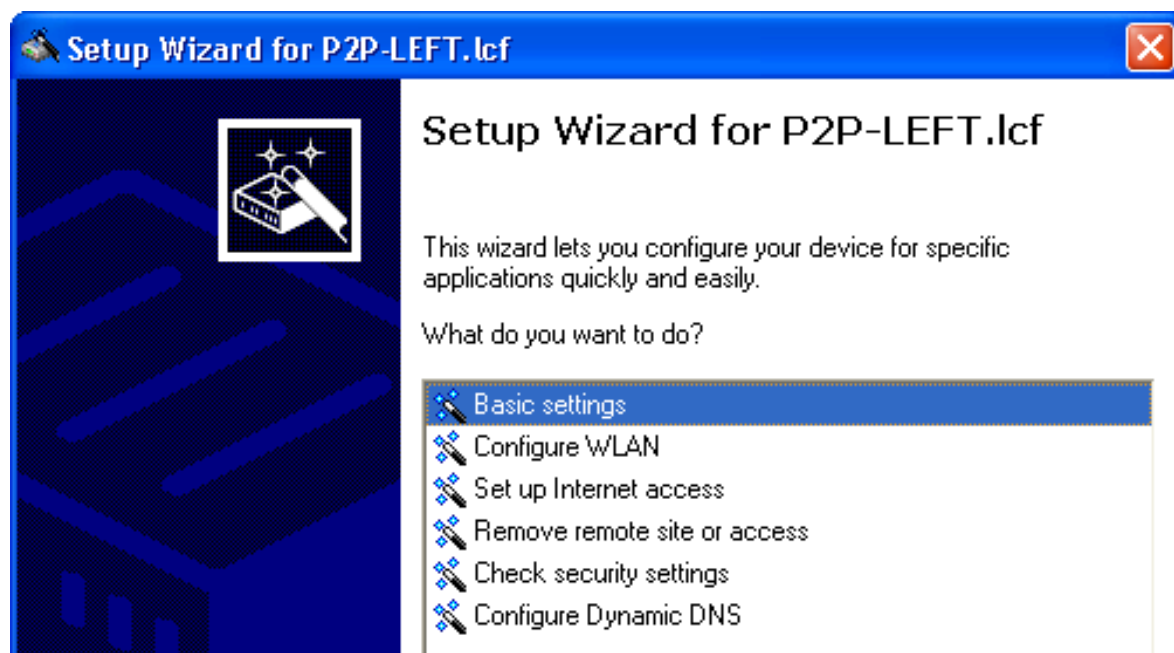 Setup Wizard for P2P-LEFT.lcf
Setup Wizard for P2P-LEFT.lcf
This wizard lets you configure your device for specific
applications quickly and easily.
What do you want to do?
Basic settings
Configure WLAN
Set up Internet access
Remove remote site or access
Check security settings
Configure Dynamic DNS